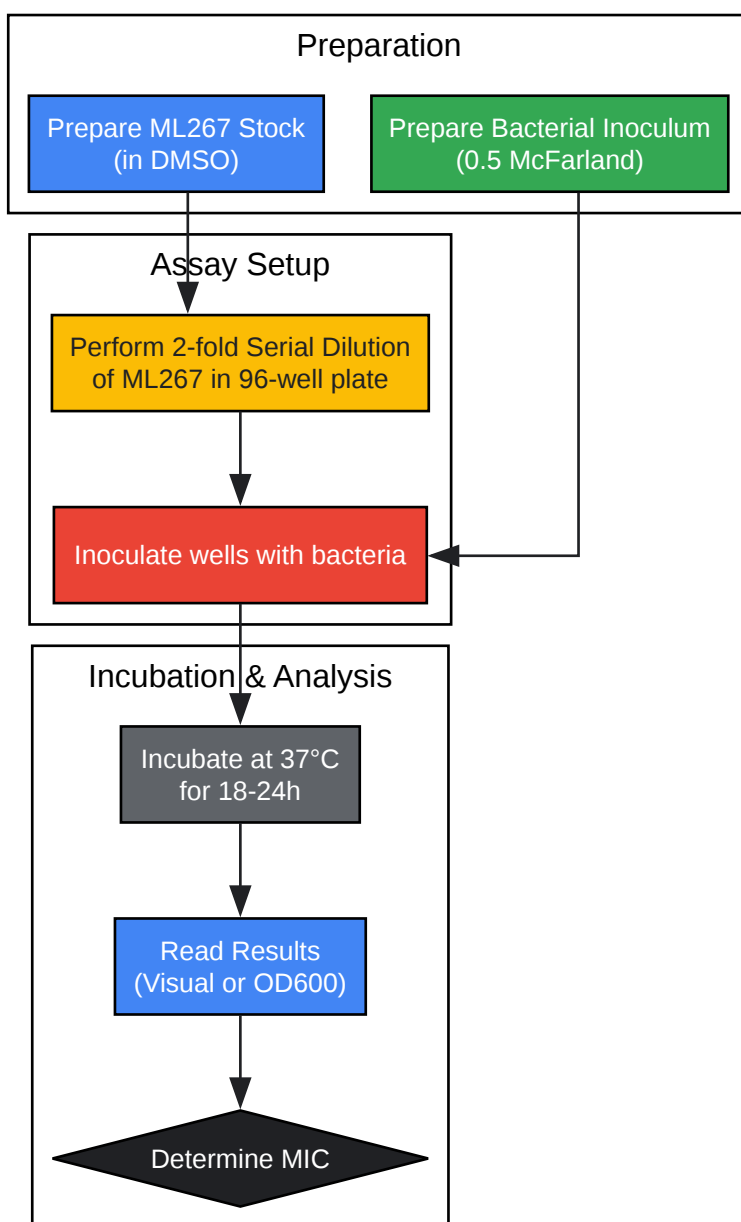 Preparation
Prepare ML267 Stock
(in DMSO)
Prepare Bacterial Inoculum
(0.5 McFarland)
Assay Setup
Perform 2-fold Serial Dilution
of ML267 in 96-well plate
Inoculate wells with bacteria
Incubation & Analysis
Incubate at 37°C
for 18-24h
Read Results
(Visual or OD600)
Determine MIC